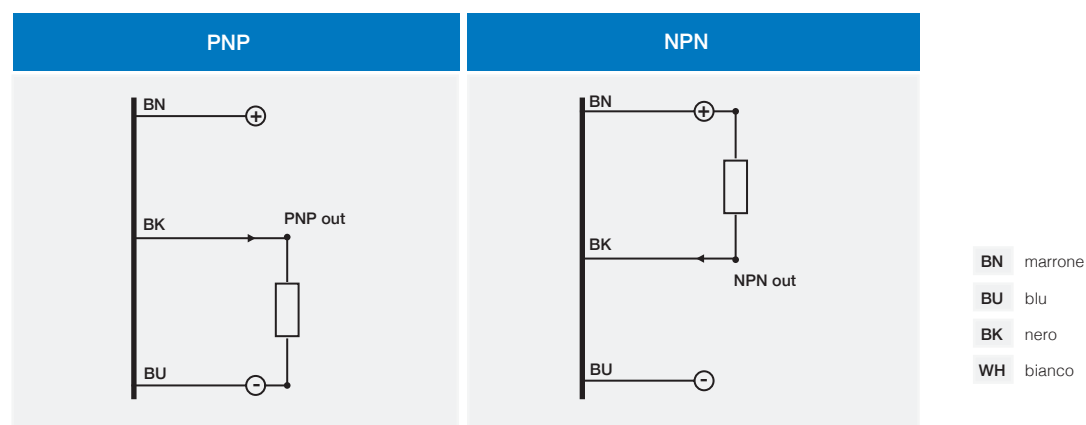 PNP
BN
+
BK
PNP out
BU
-
NPN
BN
+
BK
NPN out
BU
-
BN marrone
BU blu
BK nero
WH bianco